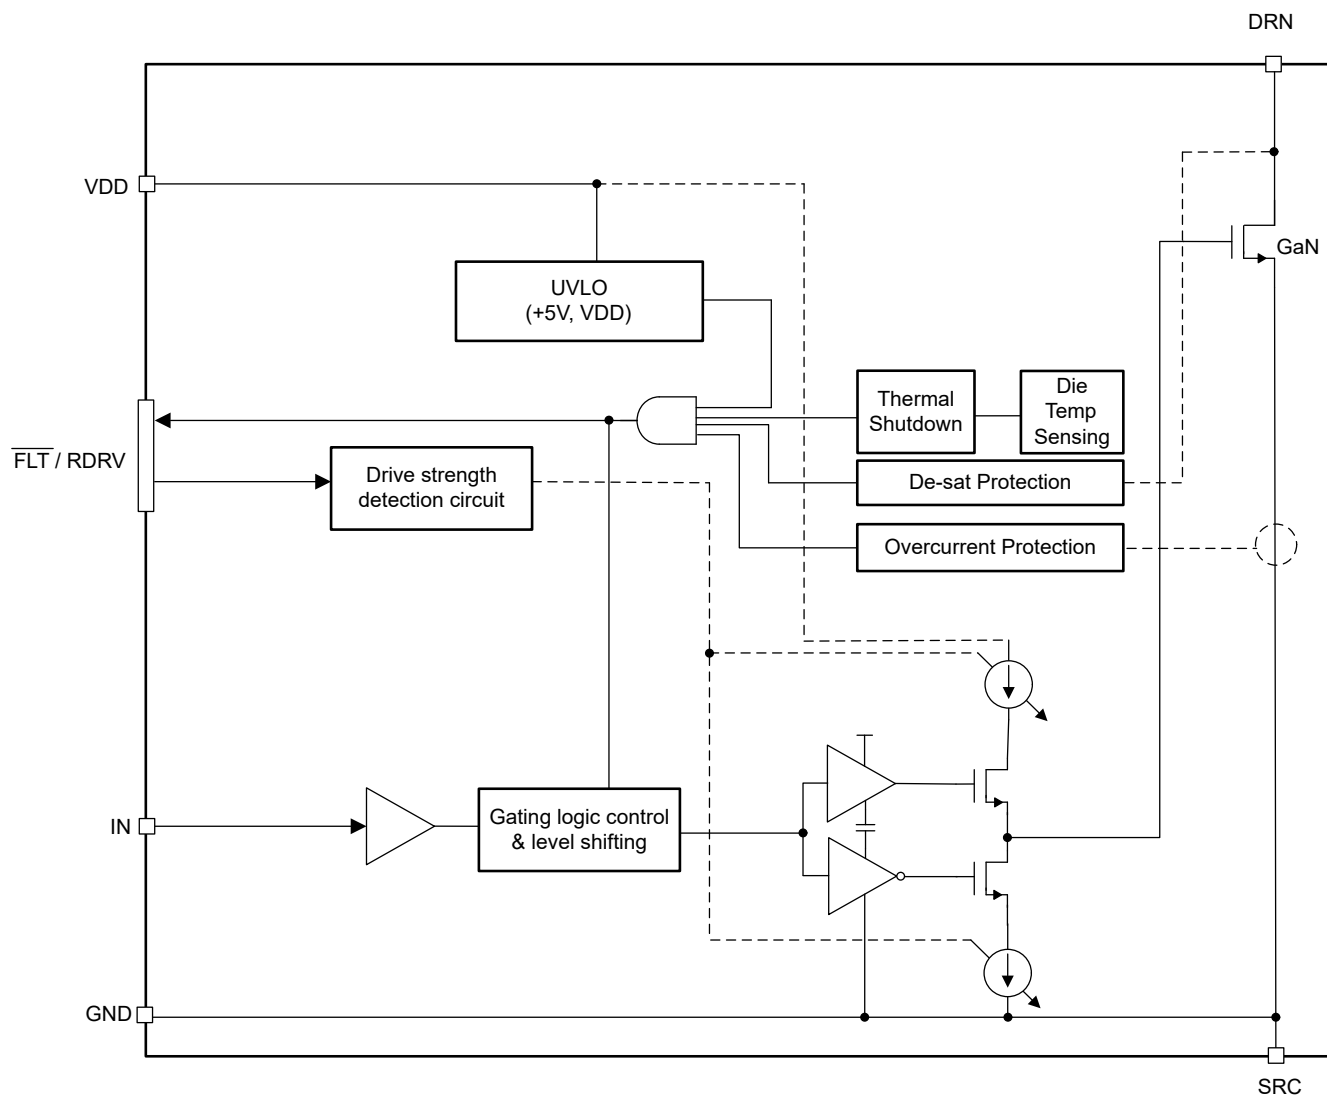 DRN
VDD
GaN
UVLO
(+5V, VDD)
Thermal
Shutdown
Die
Temp
Sensing
FLT / RDRV
Drive strength
detection circuit
De-sat Protection
Overcurrent Protection
IN
Gating logic control
& level shifting
GND
SRC